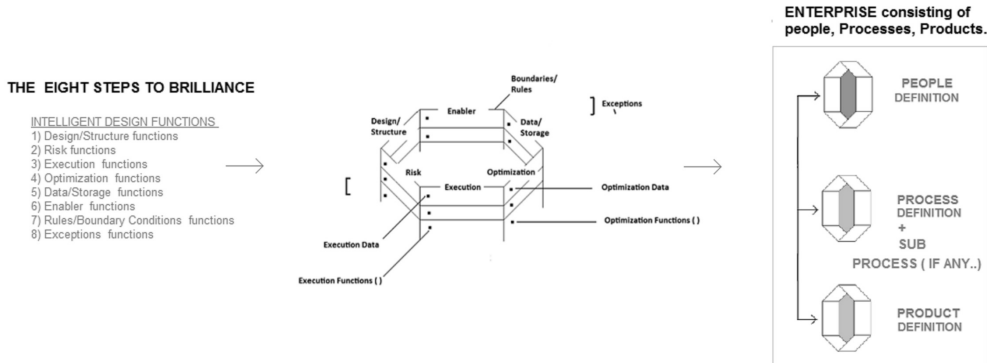 ENTERPRISE consisting of
people, Processes, Products.
THE EIGHT STEPS TO BRILLIANCE
INTELLIGENT DESIGN FUNCTIONS
1) Design/Structure functions
2) Risk functions
3) Execution functions
4) Optimization functions
5) Data/Storage functions
6) Enabler functions
7) Rules/Boundary Conditions functions
8) Exceptions functions
Boundaries/
Rules
Exceptions
Enabler
Design/
Structure
Data/
Storage
Risk
Optimization
Execution
Optimization Data
Optimization Functions ( )
Execution Data
Execution Functions ( )
PEOPLE
DEFINITION
PROCESS
DEFINITION
+
SUB
PROCESS ( IF ANY..)
PRODUCT
DEFINITION